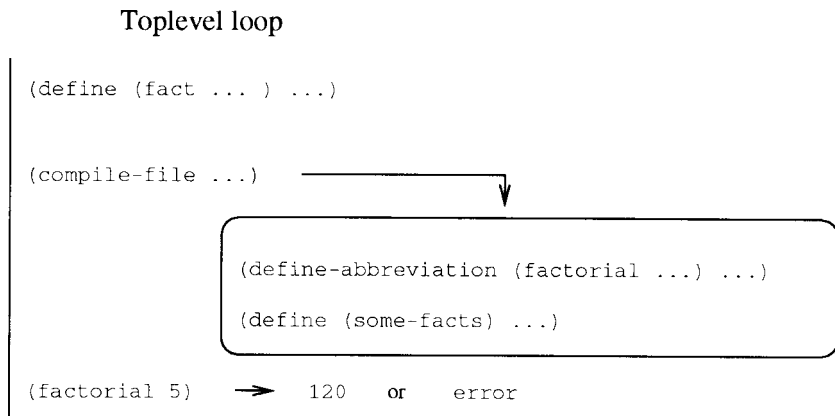 Toplevel loop
(define (fact ... ) ...)
(compile-file ...)
(define-abbreviation (factorial ...) ...)
(define (some-facts) ...)
(factorial 5) → 120 or error